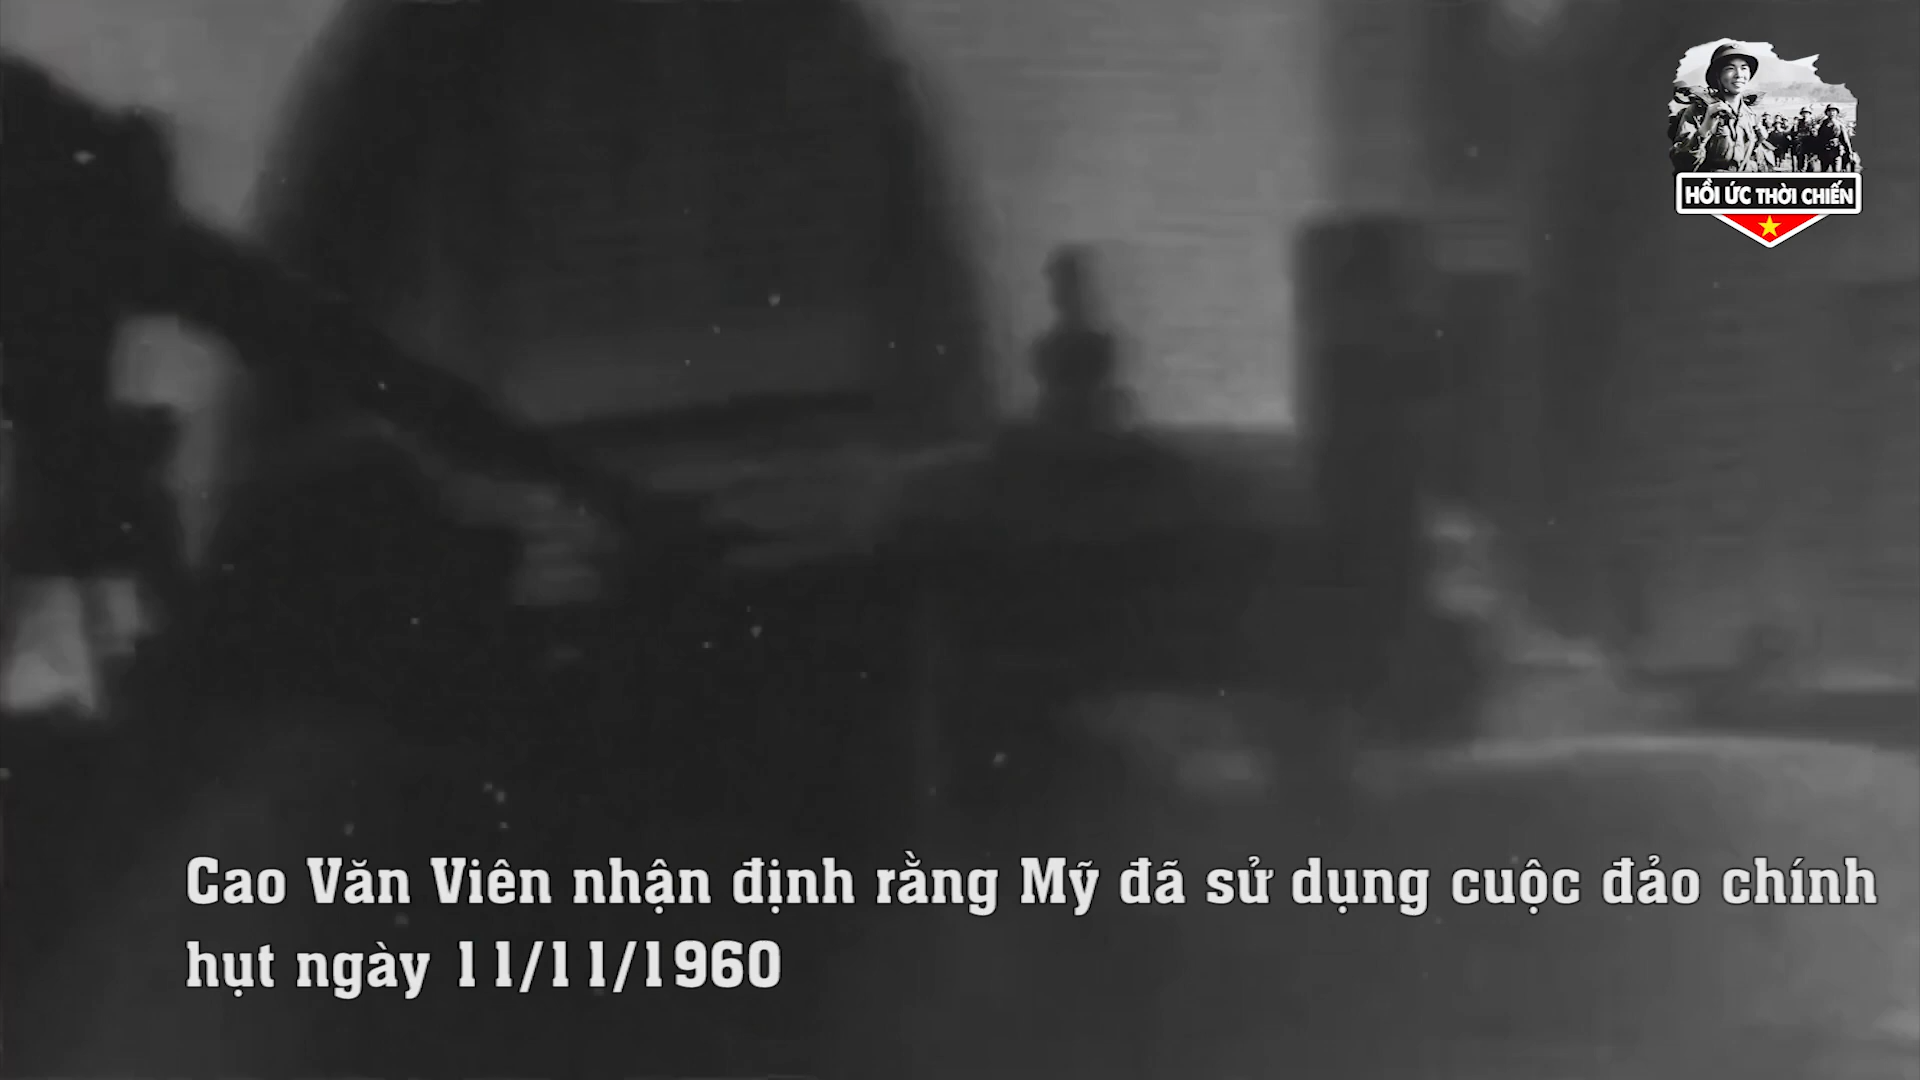 HỒI ỨC THỜI CHIẾN
Cao Văn Viên nhận định rằng Mỹ đã sử dụng cuộc đảo chính
hụt ngày 11/11/1960